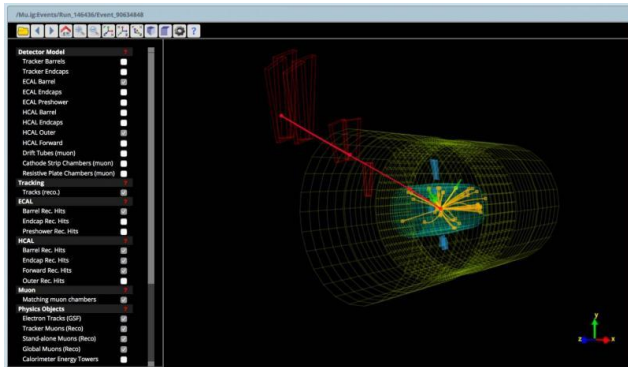 /Mu.ig:Events/Run_146436/Event_90634848
?
Detector Model
Tracker Barrels
Tracker Endcaps
ECAL Barrel
ECAL Endcaps
ECAL Preshower
HCAL Barrel
HCAL Endcaps
HCAL Outer
HCAL Forward
Drift Tubes (muon)
Cathode Strip Chambers (muon)
Resistive Plate Chambers (muon)
Tracking
Tracks (reco.)
ECAL
Barrel Rec. Hits
Endcap Rec. Hits
Preshower Rec. Hits
HCAL
Barrel Rec. Hits
Endcap Rec. Hits
Forward Rec. Hits
Outer Rec. Hits
Muon
Matching muon chambers
Physics Objects
Electron Tracks (GSF)
Tracker Muons (Reco)
Stand-alone Muons (Reco)
Global Muons (Reco)
Calorimeter Energy Towers
y
z
x